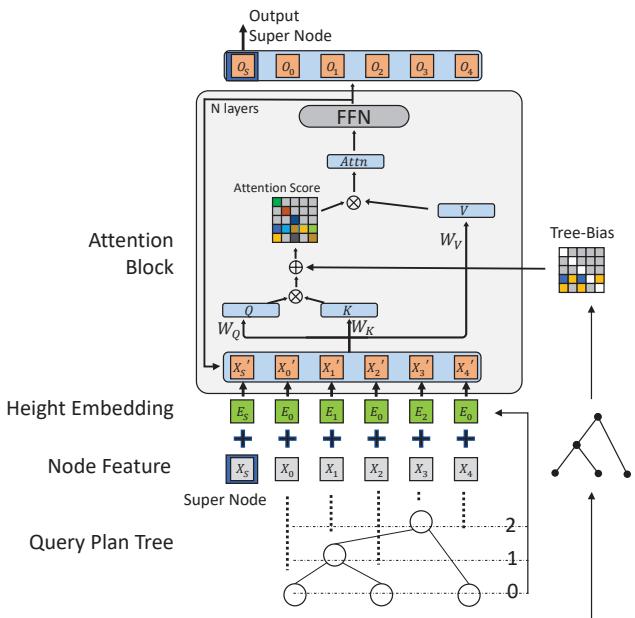 Output
Super Node
O_S O_0 O_1 O_2 O_3 O_4
N layers
FFN
Attn
Attention Score
V
Tree-Bias
Attention
Block
W_V
Q K
W_Q W_K
X_S' X_0' X_1' X_2' X_3' X_4'
Height Embedding
E_S E_0 E_1 E_0 E_2 E_0
Node Feature
X_S X_0 X_1 X_2 X_3 X_4
Super Node
2
Query Plan Tree
1
0